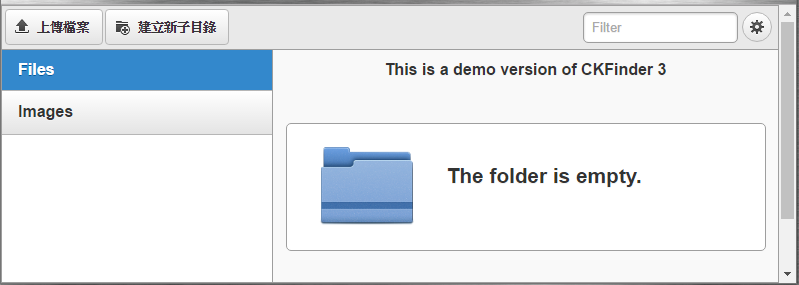 上傳檔案
建立新子目錄
Filter
Files
Images
This is a demo version of CKFinder 3
The folder is empty.